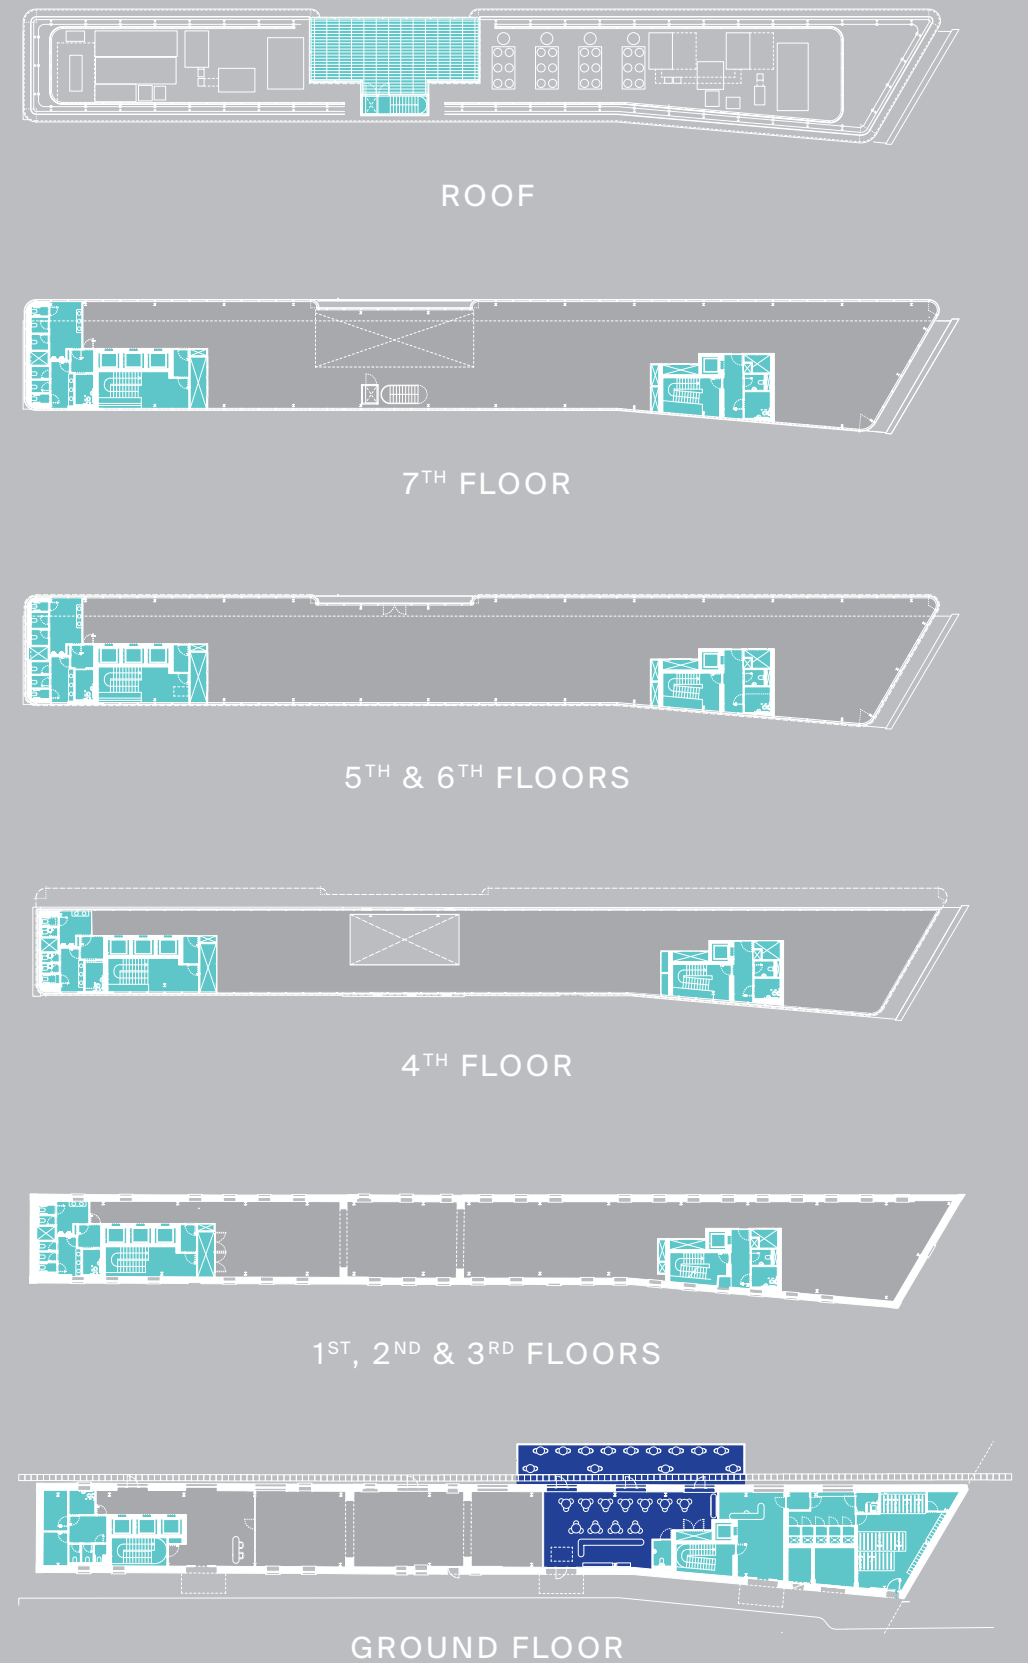 ROOF
7TH FLOOR
5TH & 6TH FLOORS
4TH FLOOR
1ST, 2ND & 3RD FLOORS
GROUND FLOOR